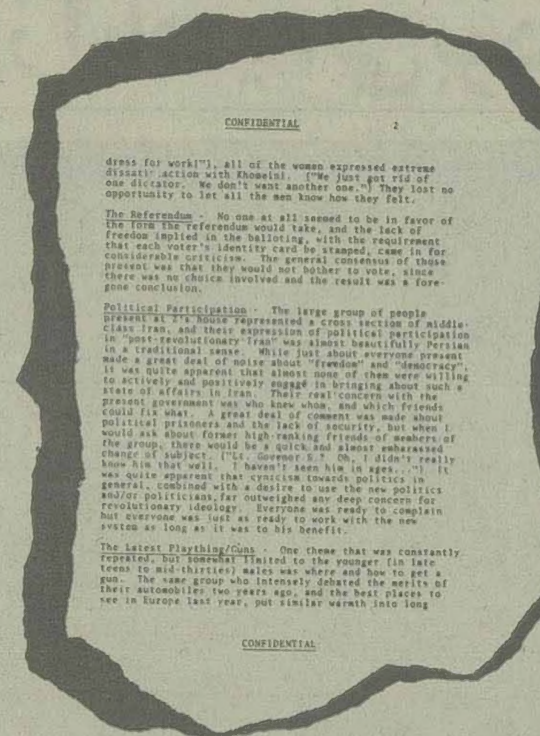 CONFIDENTIAL 2
dress for work["), all of the women expressed extreme
dissati action with Khomeini. ("We just got rid of
one dictator. We don't want another one.") They lost no
opportunity to let all the men know how they felt.
The Referendum - No one at all seemed to be in favor of
the form the referendum would take, and the lack of
freedom implied in the balloting, with the requirment
that each voter's identity card be stamped, came in for
considerable criticism. The general consensus of those
present was that they would not bother to vote, since
there was no choice involved and the result was a fore-
gone conclusion.
Political Participation - The large group of people
present at Z's house represented a cross section of middle-
class Iran, and their expression of political participation
in "post-revolutionary Iran" was almost beautifully Persian
in a traditional sense. While just about everyone present
made a great deal of noise about "freedom" and "democracy",
it was quite apparent that almost none of them were willing
to actively and positively engage in bringing about such a
state of affairs in Iran. Their real concern with the
present government was who knew whom, and which friends
could fix what. A great deal of comment was made about
political prisoners and the lack of security, but when I
would ask about former high-ranking friends of members of
the group, there would be a quick and almost embarassed
change of subject. ("Lt. Governor S.? Oh, I didn't really
know him that well. I haven't seen him in ages...") It
was quite apparent that cynicism towards politics in
general, combined with a desire to use the new politics
and/or politicians,far outweighed any deep concern for
revolutionary ideology. Everyone was ready to complain
but everyone was just as ready to work with the new
system as long as it was to his benefit.
The Latest Plaything/Guns - One theme that was constantly
repeated, but somewhat limited to the younger (in late
teens to mid-thirties) males was where and how to get a
gun. The same group who intensely debated the merits of
their automobiles two years ago, and the best places to
see in Europe last year, put similar warmth into long
CONFIDENTIAL